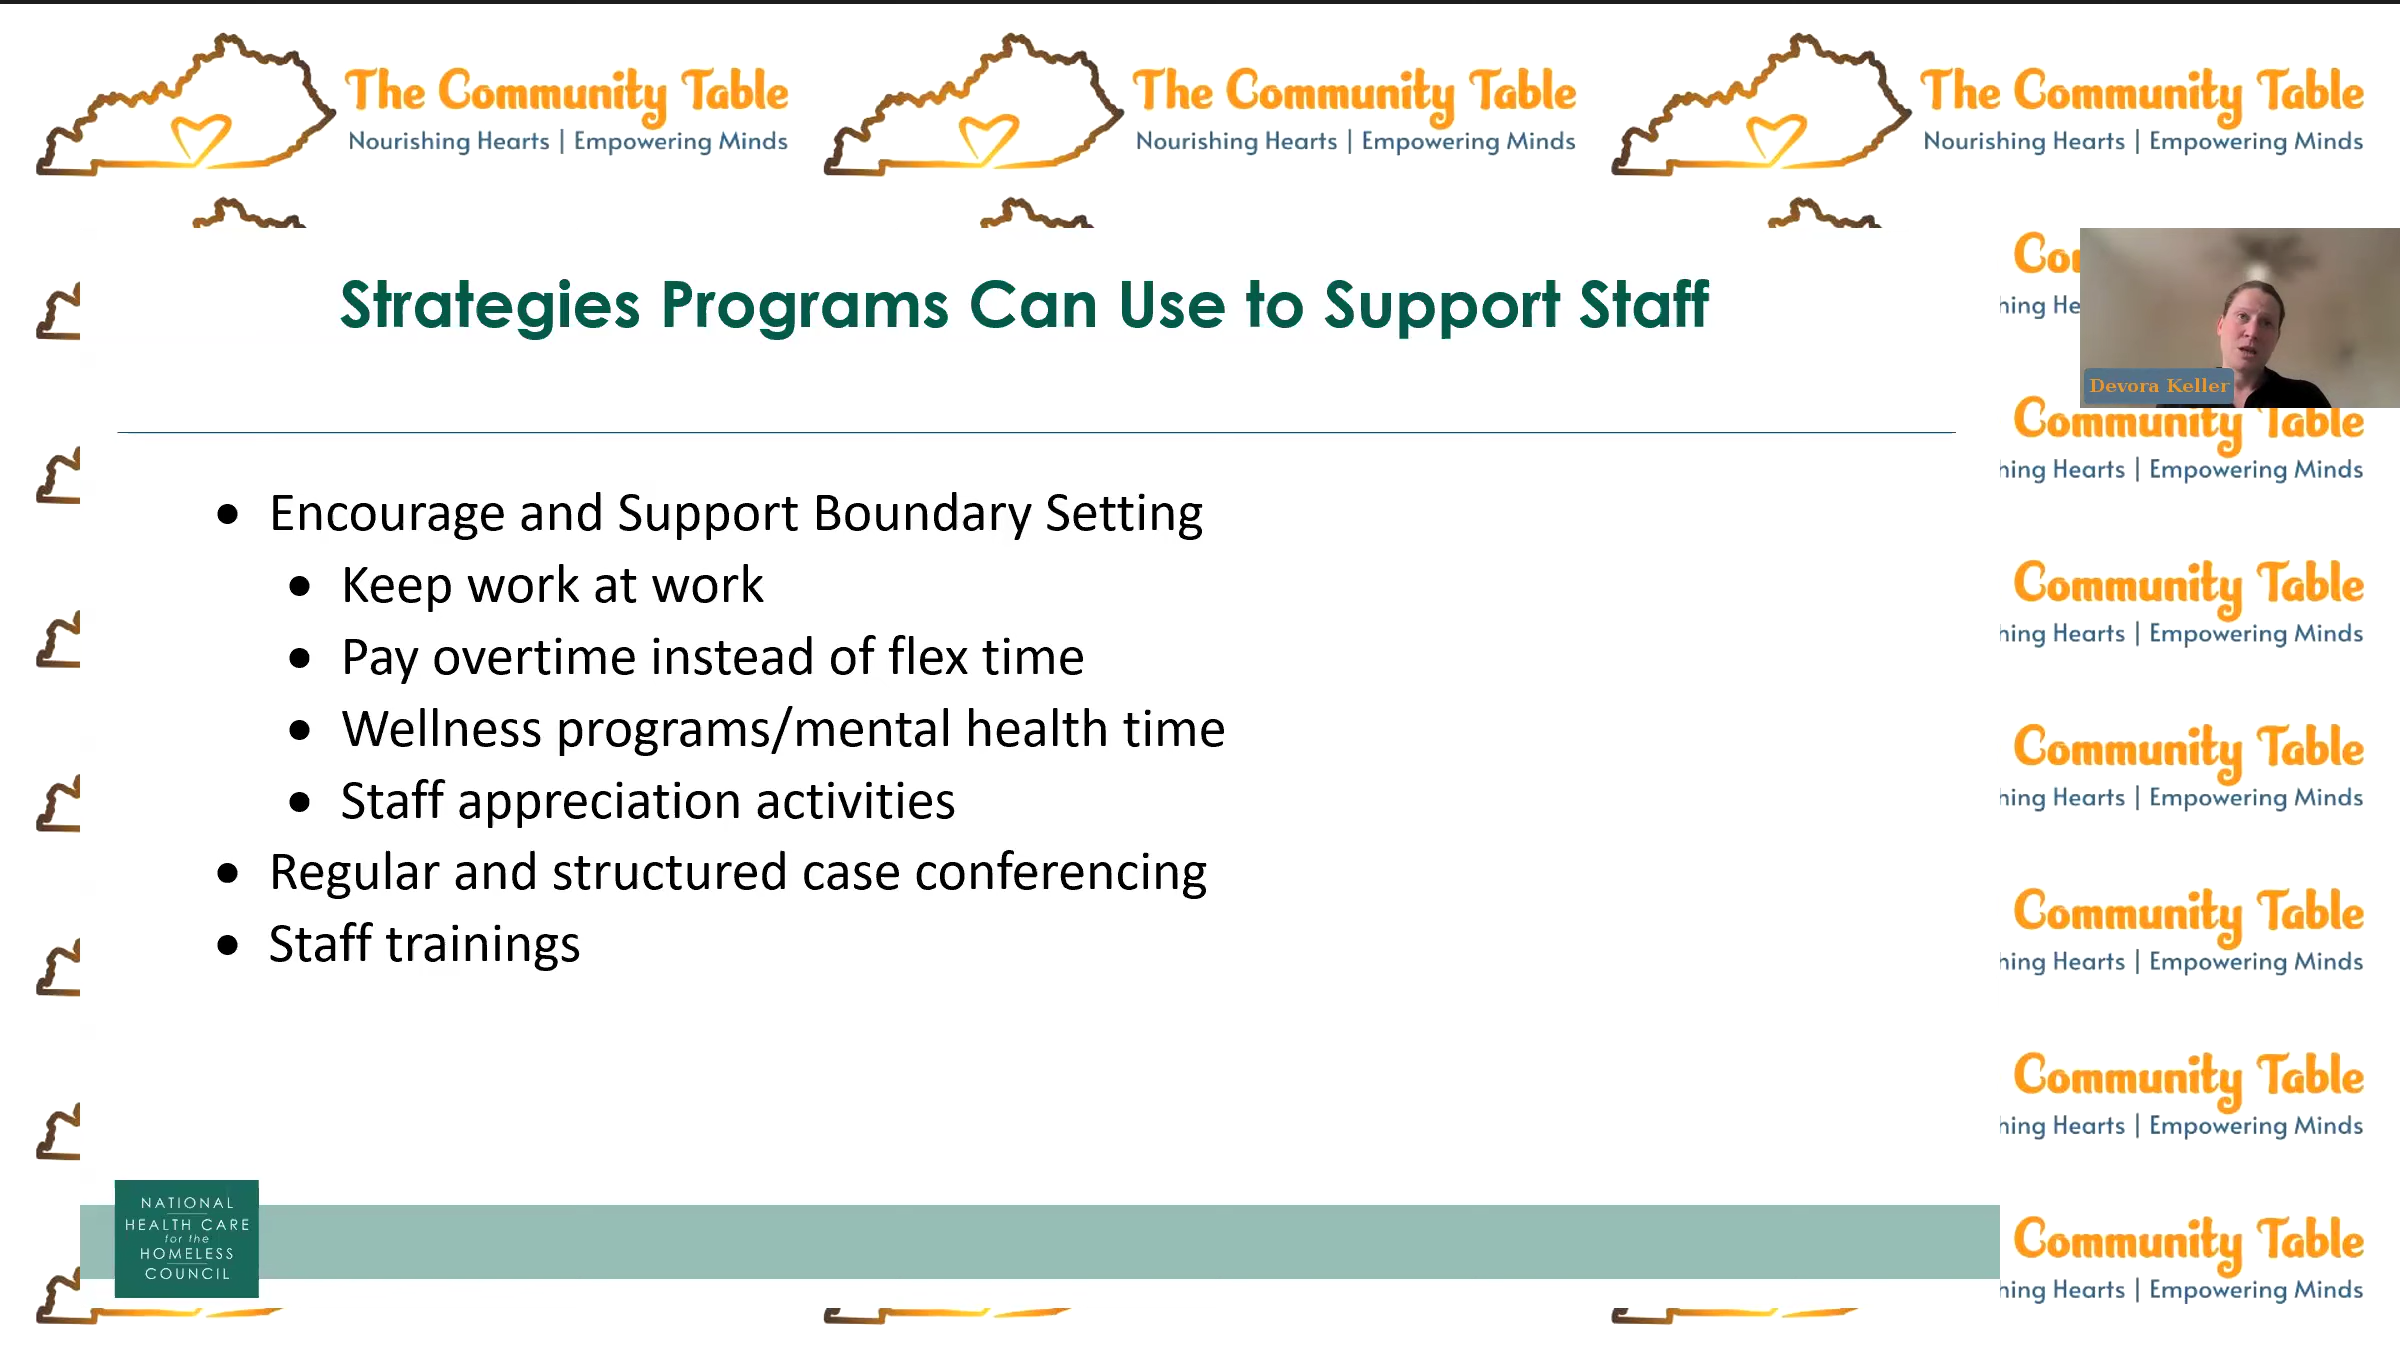 The Community Table
Nourishing Hearts | Empowering Minds
The Community Table
Nourishing Hearts | Empowering Minds
The Community Table
Nourishing Hearts | Empowering Minds
Strategies Programs Can Use to Support Staff
Devora Keller
Community Table
hing Hearts | Empowering Minds
• Encourage and Support Boundary Setting
• Keep work at work
• Pay overtime instead of flex time
• Wellness programs/mental health time
• Staff appreciation activities
• Regular and structured case conferencing
• Staff trainings
Community Table
hing Hearts | Empowering Minds
Community Table
hing Hearts | Empowering Minds
Community Table
hing Hearts | Empowering Minds
Community Table
hing Hearts | Empowering Minds
NATIONAL
HEALTH CARE
for the
HOMELESS
COUNCIL
Community Table
hing Hearts | Empowering Minds